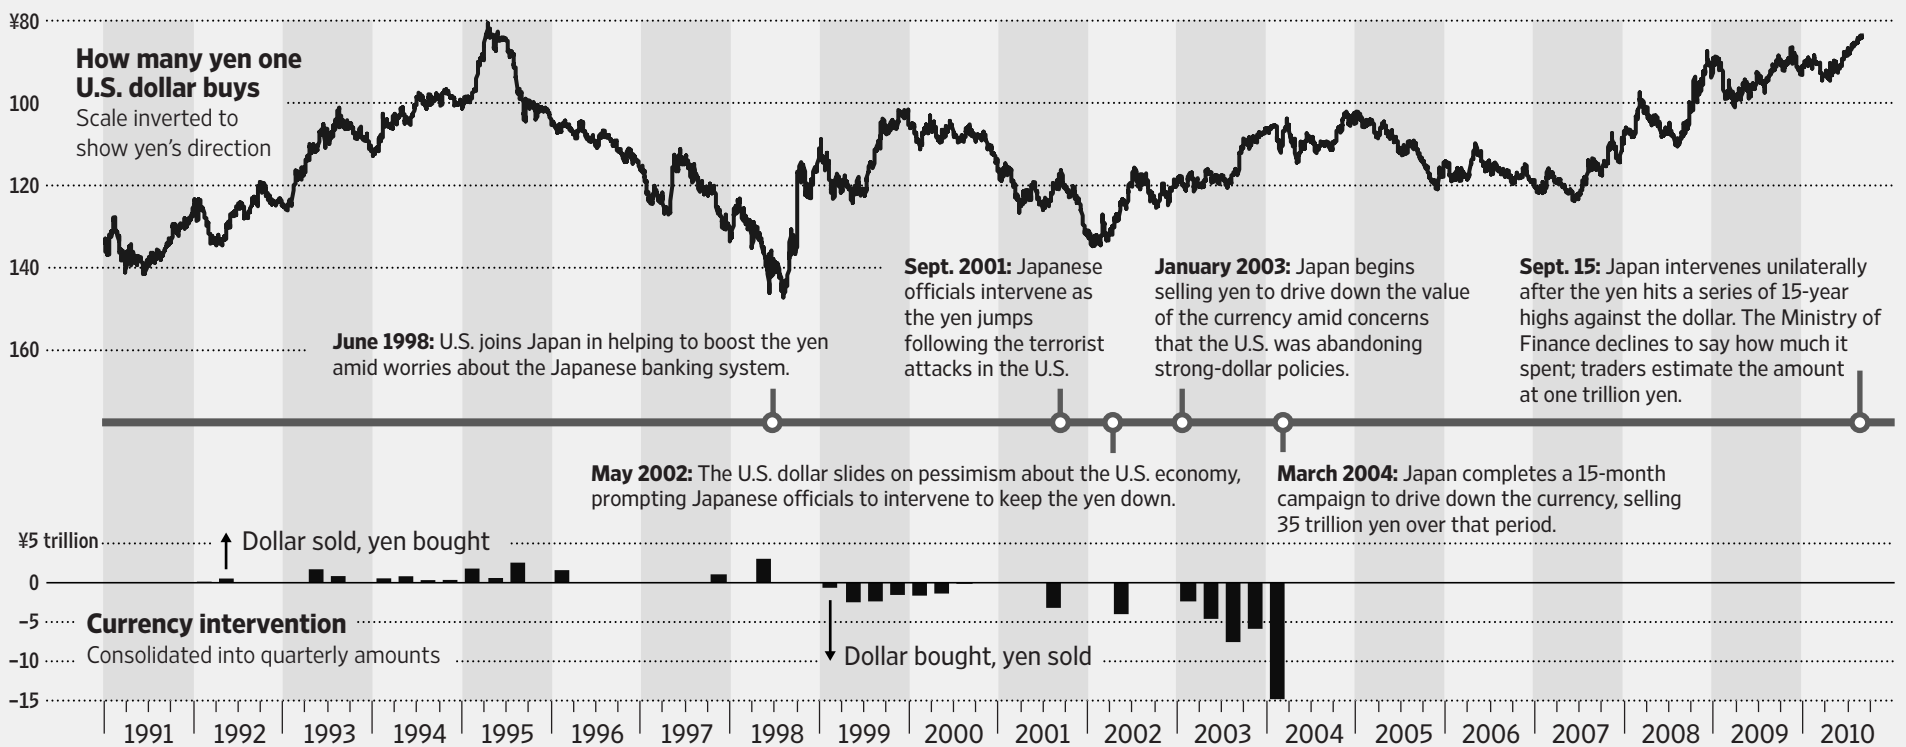 ¥80
How many yen one
U.S. dollar buys
Scale inverted to
show yen's direction
100
120
140
160
June 1998: U.S. joins Japan in helping to boost the yen
amid worries about the Japanese banking system.
Sept. 2001: Japanese
officials intervene as
the yen jumps
following the terrorist
attacks in the U.S.
January 2003: Japan begins
selling yen to drive down the value
of the currency amid concerns
that the U.S. was abandoning
strong-dollar policies.
Sept. 15: Japan intervenes unilaterally
after the yen hits a series of 15-year
highs against the dollar. The Ministry of
Finance declines to say how much it
spent; traders estimate the amount
at one trillion yen.
May 2002: The U.S. dollar slides on pessimism about the U.S. economy,
prompting Japanese officials to intervene to keep the yen down.
March 2004: Japan completes a 15-month
campaign to drive down the currency, selling
35 trillion yen over that period.
¥5 trillion
Dollar sold, yen bought
0
–5
Currency intervention
Consolidated into quarterly amounts
–10
Dollar bought, yen sold
–15
1991 1992 1993 1994 1995 1996 1997 1998 1999 2000 2001 2002 2003 2004 2005 2006 2007 2008 2009 2010